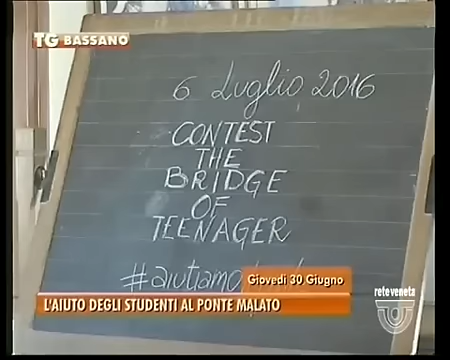 TG BASSANO
6 Luglio 2016
CONTEST
THE
BRIDGE
OF
TEENAGER
#aiutiamo
Giovedì 30 Giugno
L'AIUTO DEGLI STUDENTI AL PONTE MALATO
reteveneta